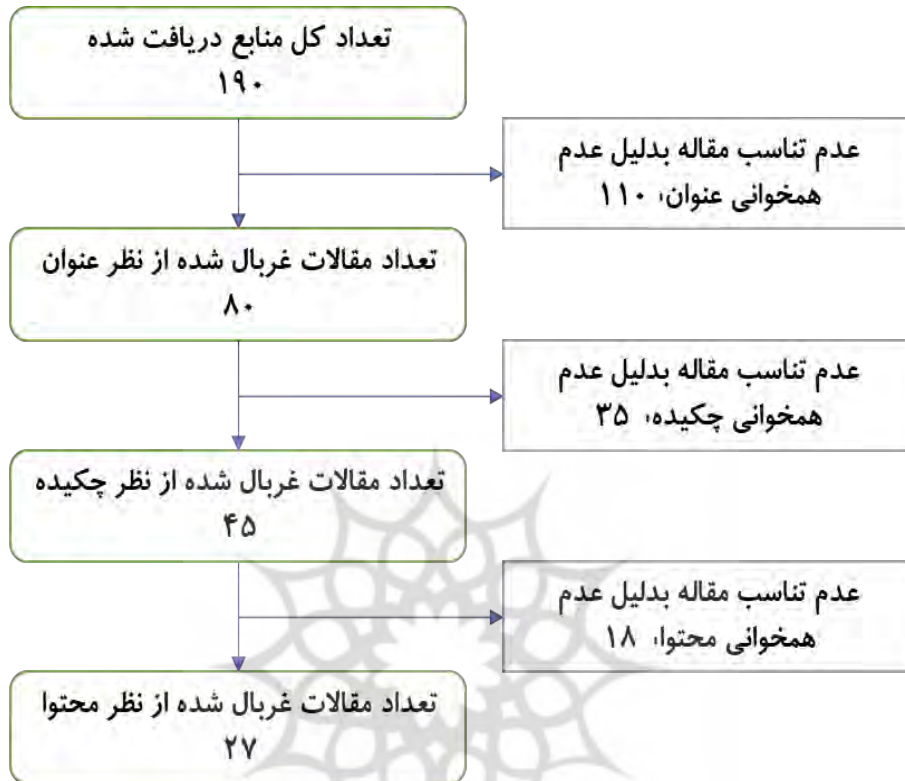 تعداد کل منابع دریافت شده
۱۹۰
عدم تناسب مقاله بدلیل عدم
همخوانی عنوان، ۱۱۰
تعداد مقالات غربال شده از نظر عنوان
۸۰
عدم تناسب مقاله بدلیل عدم
همخوانی چکیده، ۳۵
تعداد مقالات غربال شده از نظر چکیده
۴۵
عدم تناسب مقاله بدلیل عدم
همخوانی محتوا، ۱۸
تعداد مقالات غربال شده از نظر محتوا
۲۷